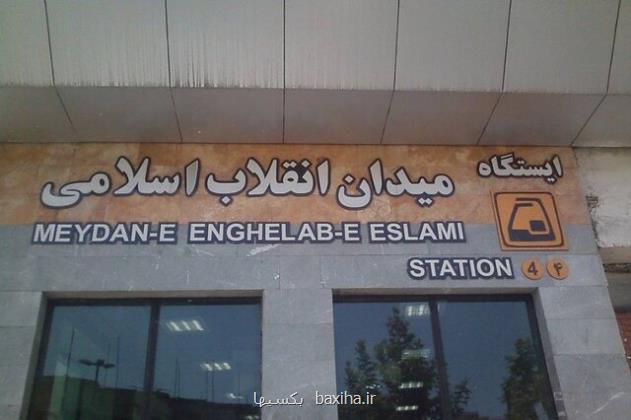 ایستگاه میدان انقلاب اسلامی
MEYDAN-E ENGHELAB-E ESLAMI
STATION 4 ۴
baxiha.ir بکسیها